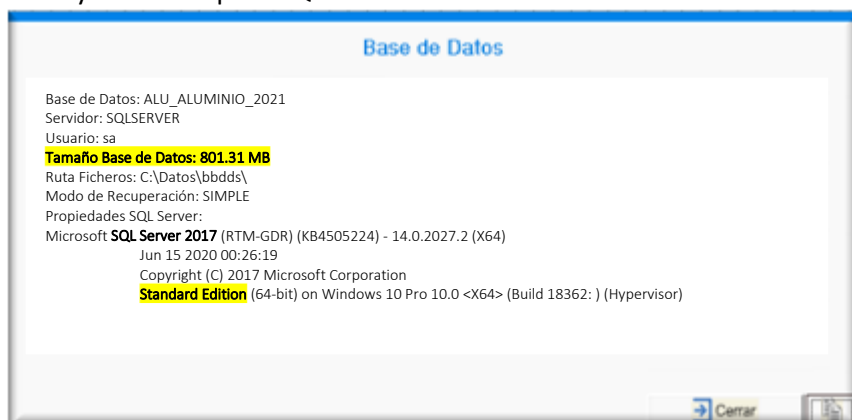 Base de Datos
Base de Datos: ALU_ALUMINIO_2021
Servidor: SQLSERVER
Usuario: sa
Tamaño Base de Datos: 801.31 MB
Ruta Ficheros: C:\Datos\bbdds\
Modo de Recuperación: SIMPLE
Propiedades SQL Server:
Microsoft SQL Server 2017 (RTM-GDR) (KB4505224) - 14.0.2027.2 (X64)
Jun 15 2020 00:26:19
Copyright (C) 2017 Microsoft Corporation
Standard Edition (64-bit) on Windows 10 Pro 10.0 <X64> (Build 18362: ) (Hypervisor)
Cerrar